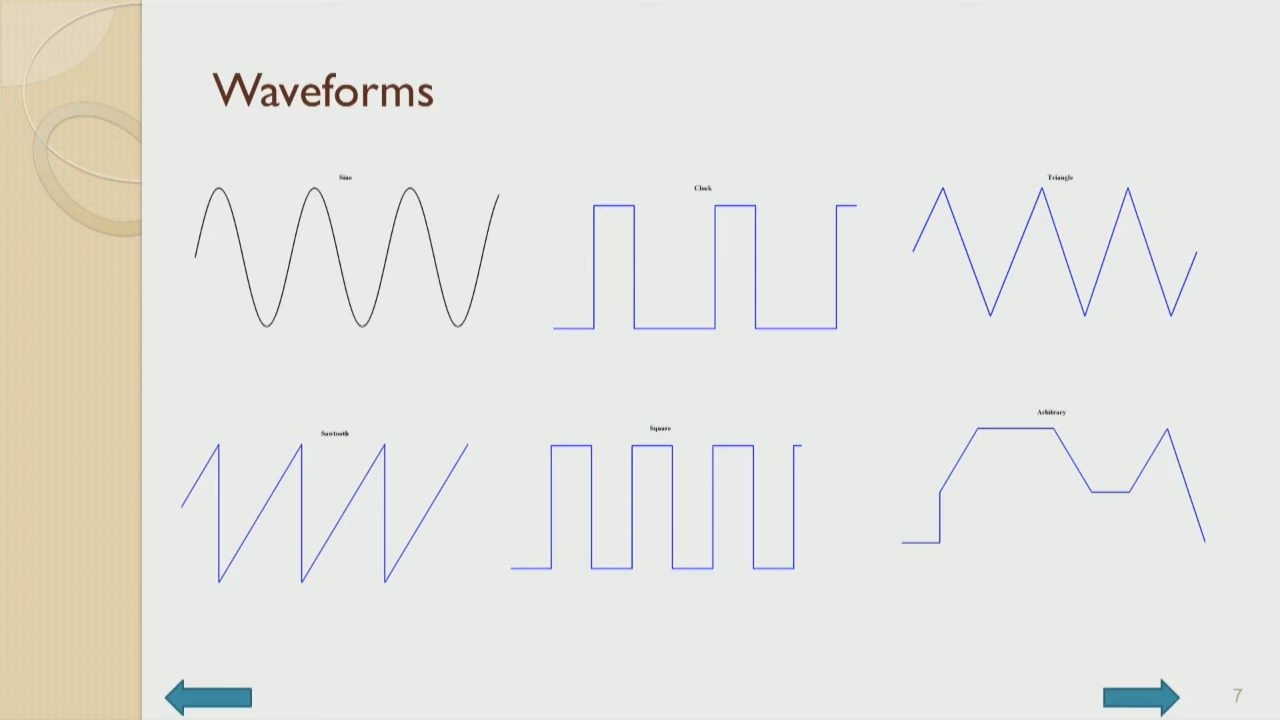 Waveforms
Sine
Clock
Triangle
Sawtooth
Square
Arbitrary
7